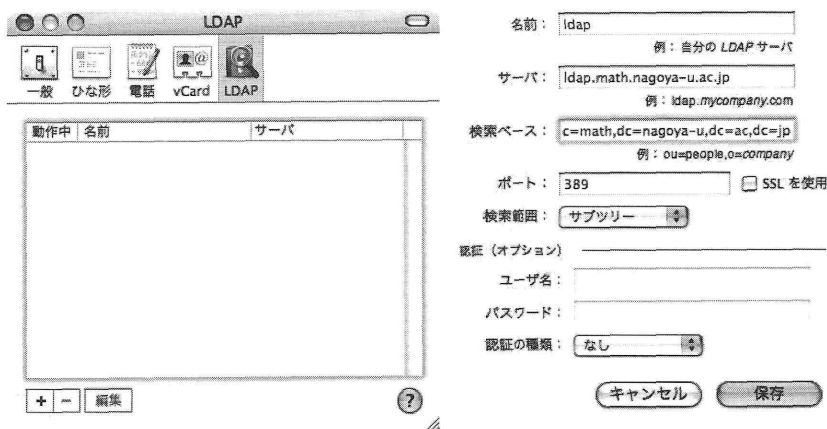 LDAP
一般 ひな形 電話 vCard LDAP
動作中 名前 サーバ
+ − 編集 ?
名前： ldap
例：自分の LDAP サーバ
サーバ： ldap.math.nagoya-u.ac.jp
例：ldap.mycompany.com
検索ベース： c=math,dc=nagoya-u,dc=ac,dc=jp
例：ou=people,o=company
ポート： 389 SSL を使用
検索範囲： サブツリー
認証（オプション）
ユーザ名：
パスワード：
認証の種類： なし
キャンセル 保存